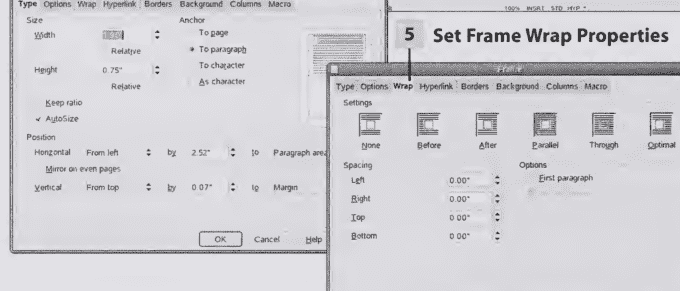 Type Options Wrap Hyperlink Borders Background Columns Macro
Size
Anchor
Width
Relative
Height 0.75"
Relative
Keep ratio
✓ AutoSize
To page
To paragraph
To character
As character
Position
Horizontal From left by 2.52" to Paragraph area
Mirror on even pages
Vertical From top by 0.07" to Margin
OK Cancel Help
100% INSRT STD HYP *
5 Set Frame Wrap Properties
Type Options Wrap Hyperlink Borders Background Columns Macro
Settings
None Before After Parallel Through Optimal
Spacing
Left 0.00"
Right 0.00"
Top 0.00"
Bottom 0.00"
Options
First paragraph